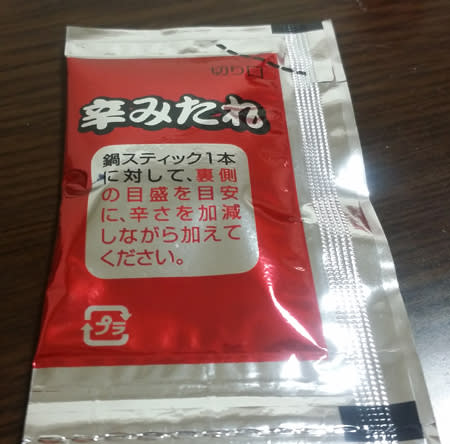 切り口
辛みたれ
鍋スティック1本
に対して、裏側
の目盛を目安
に、辛さを加減
しながら加えて
ください。
プラ